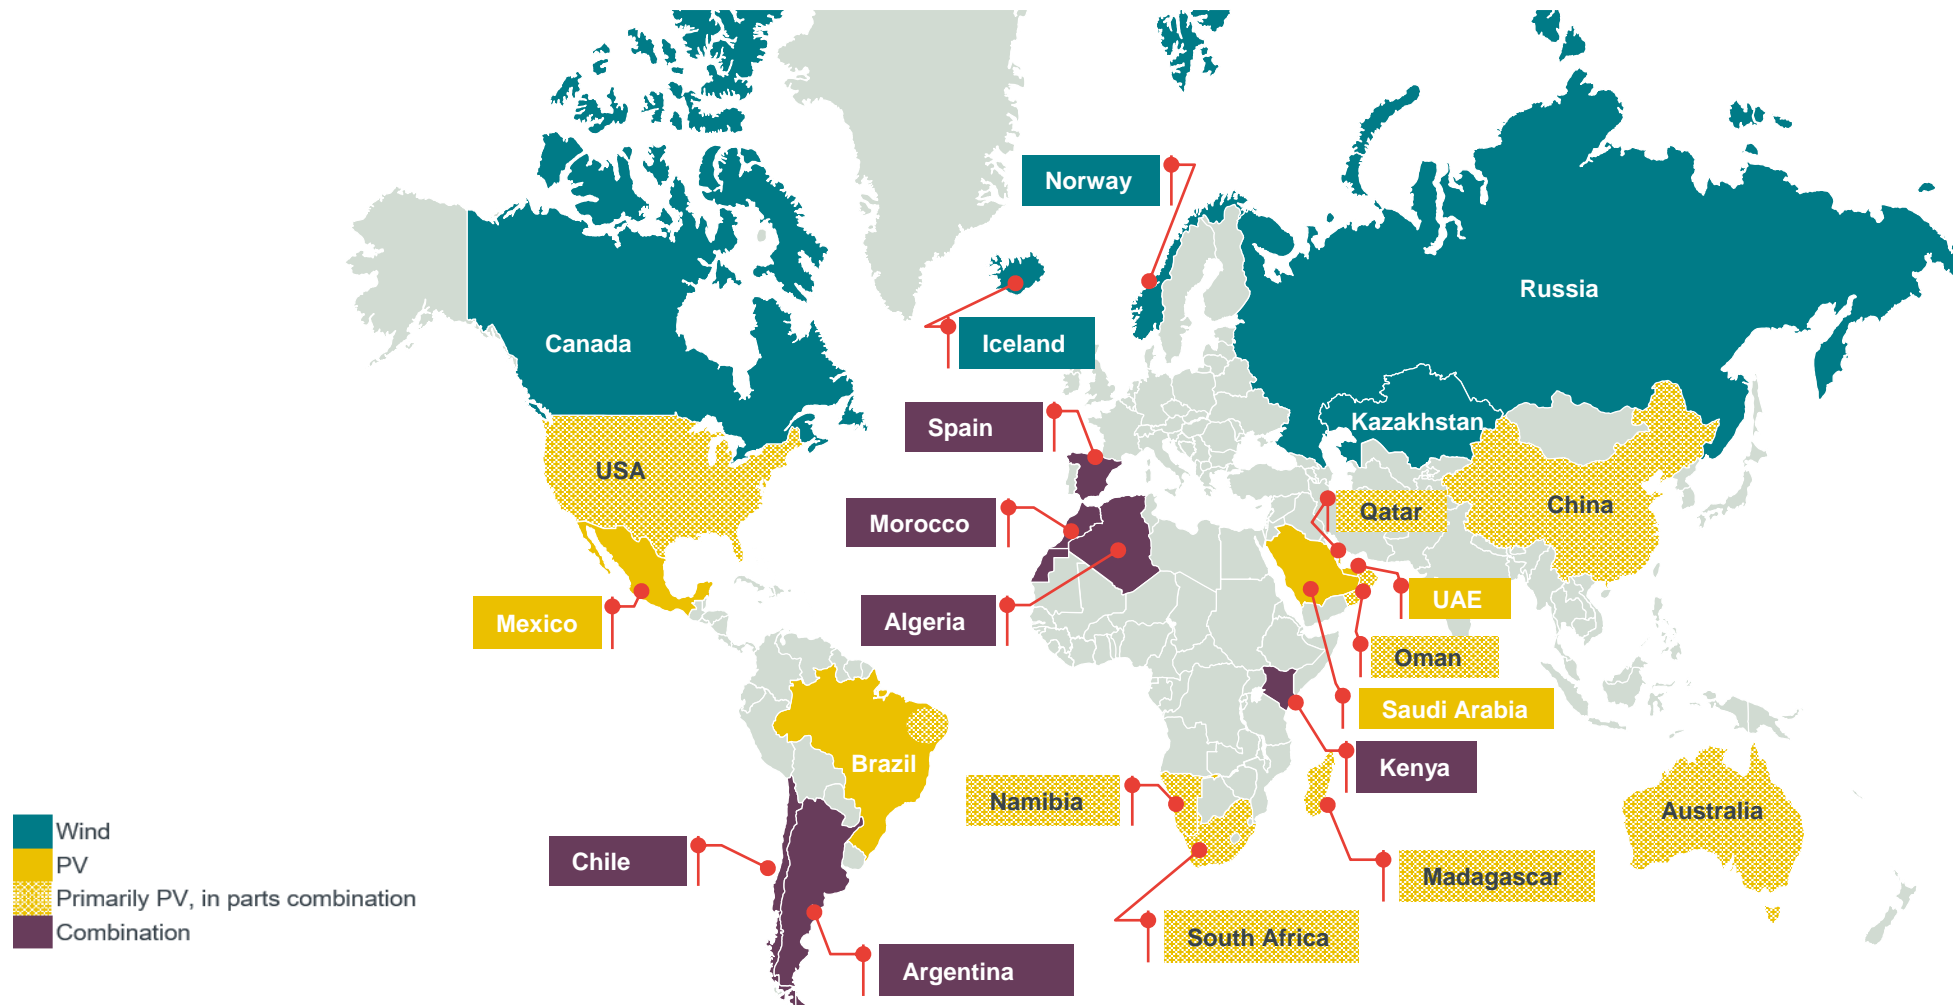 Norway
Russia
Canada
Iceland
Kazakhstan
Spain
USA
Qatar
China
Morocco
UAE
Mexico
Algeria
Oman
Saudi Arabia
Brazil
Kenya
Namibia
Australia
Wind
PV
Chile
Madagascar
Primarily PV, in parts combination
Combination
South Africa
Argentina